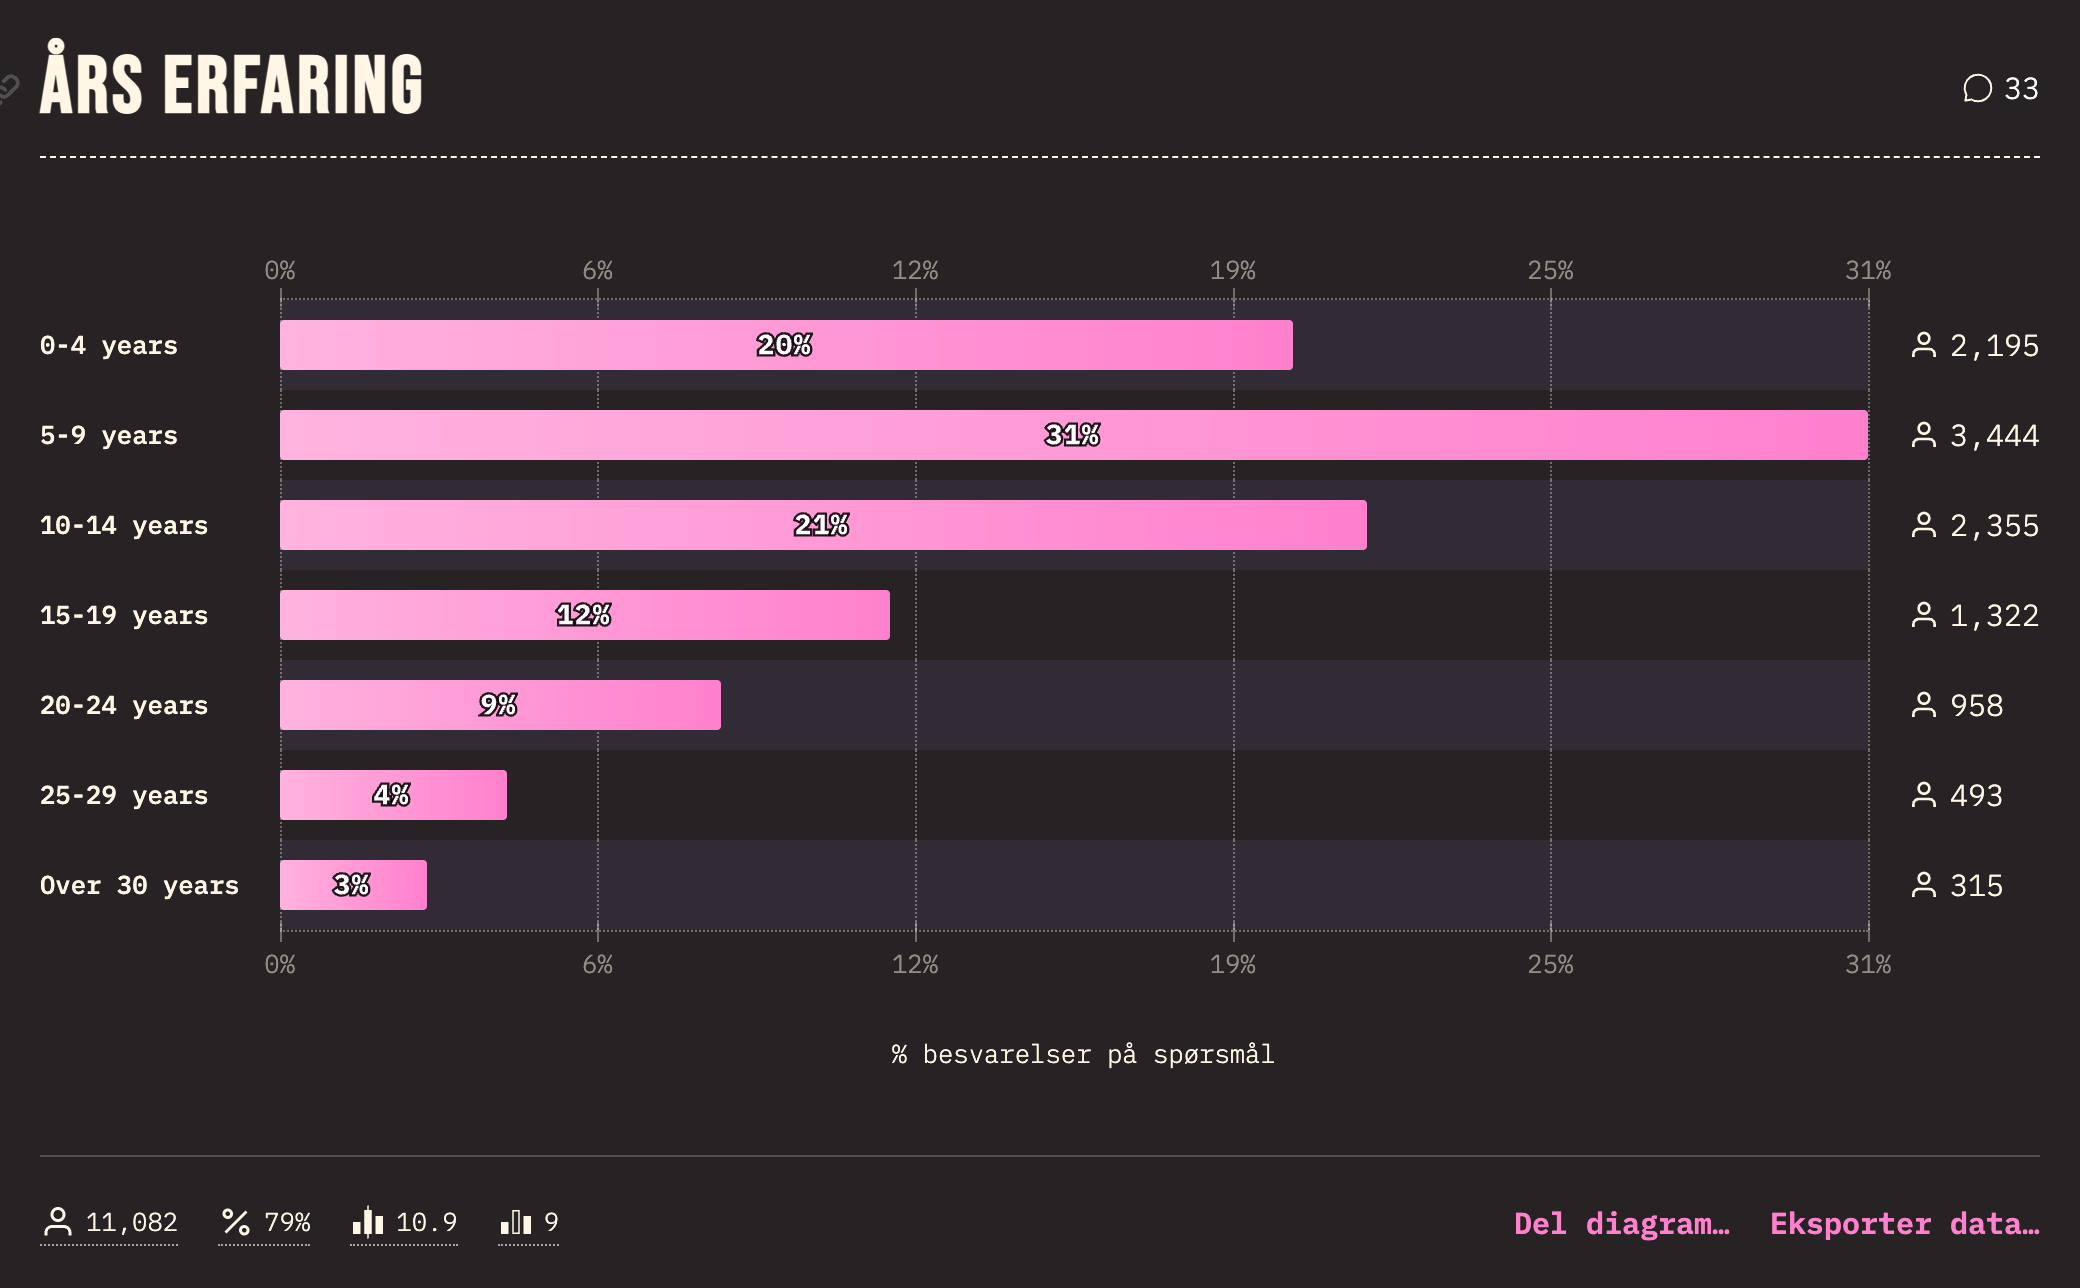 ÅRS ERFARING
33
0% 6% 12% 19% 25% 31%
0-4 years 20% 2,195
5-9 years 31% 3,444
10-14 years 21% 2,355
15-19 years 12% 1,322
20-24 years 9% 958
25-29 years 4% 493
Over 30 years 3% 315
0% 6% 12% 19% 25% 31%
% besvarelser på spørsmål
11,082 79% 10.9 9 Del diagram… Eksporter data…